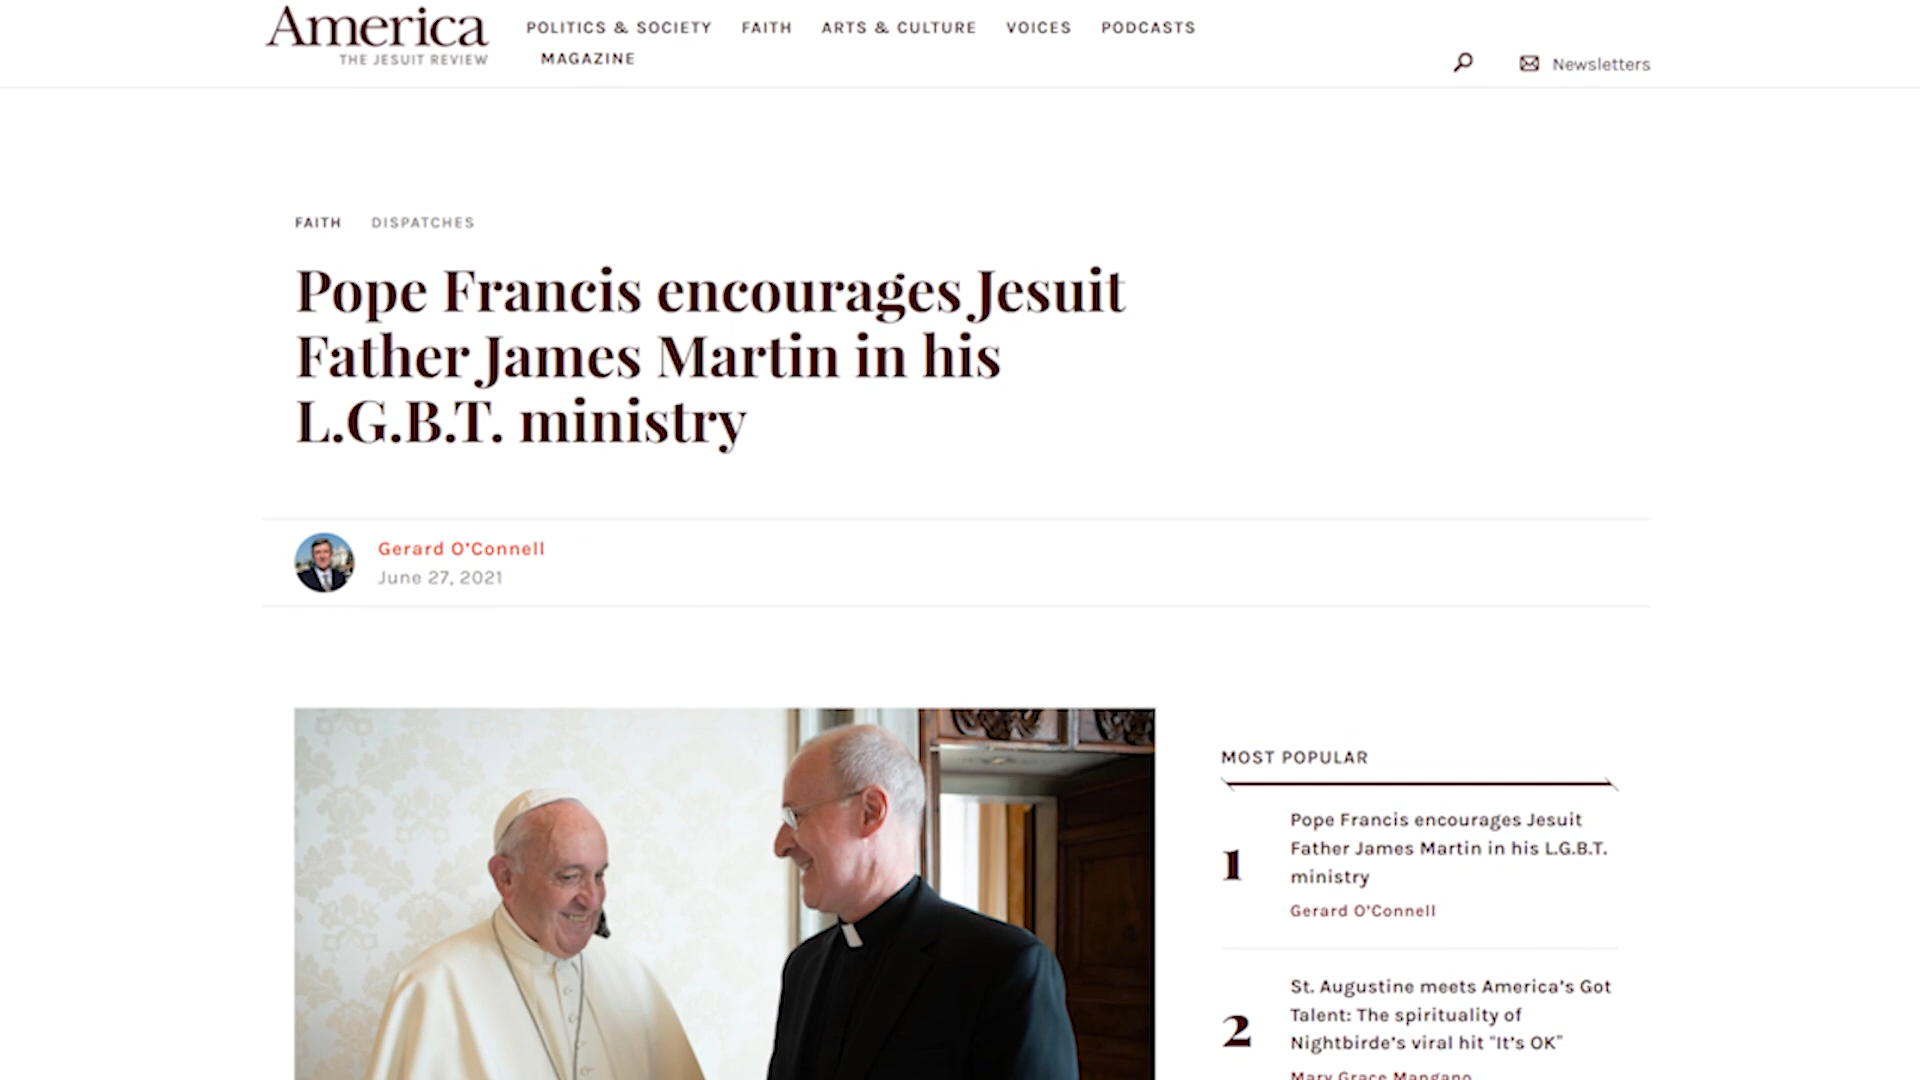 America
THE JESUIT REVIEW
POLITICS & SOCIETY FAITH ARTS & CULTURE VOICES PODCASTS
MAGAZINE
Newsletters
FAITH DISPATCHES
Pope Francis encourages Jesuit
Father James Martin in his
L.G.B.T. ministry
Gerard O'Connell
June 27, 2021
MOST POPULAR
1
Pope Francis encourages Jesuit
Father James Martin in his L.G.B.T.
ministry
Gerard O'Connell
2
St. Augustine meets America's Got
Talent: The spirituality of
Nightbirde's viral hit "It's OK"
Mary Grace Mangano